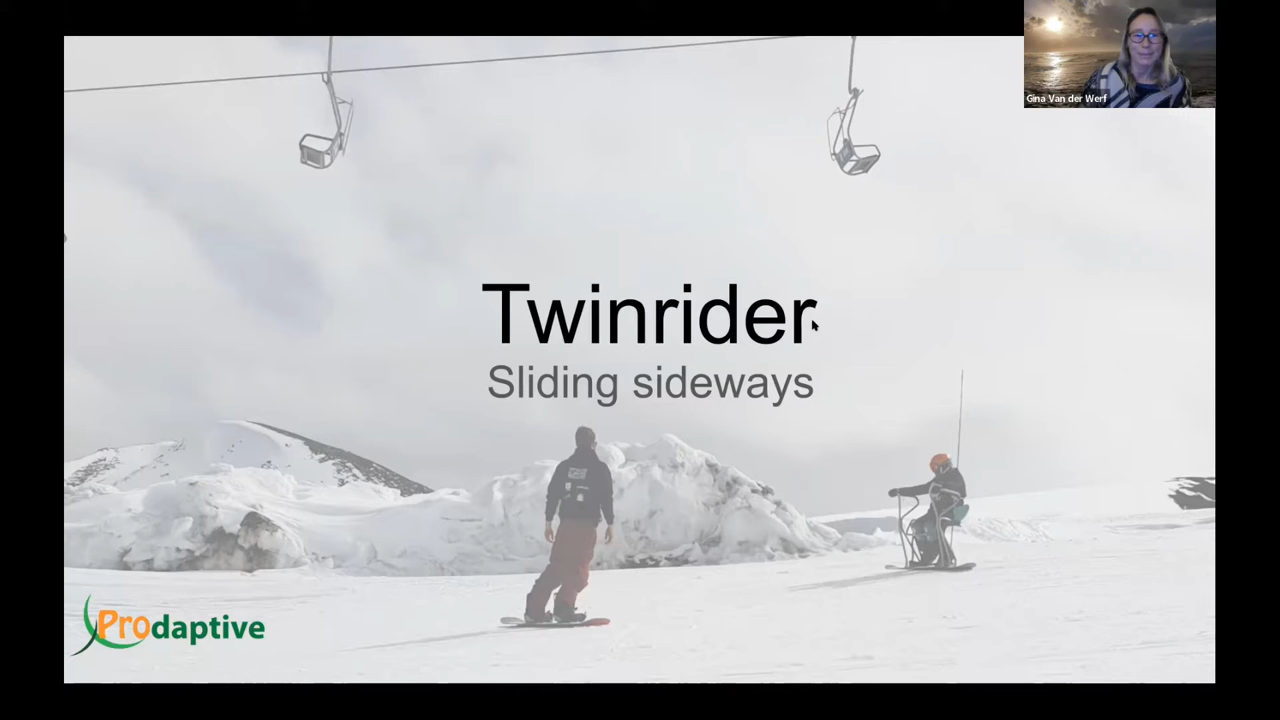 Gina Van der Werf
Twinrider
Sliding sideways
Prodaptive